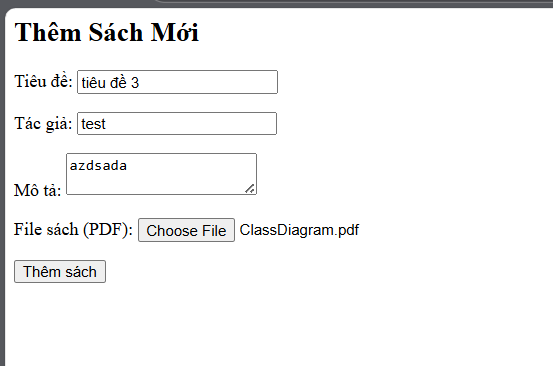 Thêm Sách Mới
Tiêu đề: tiêu đề 3
Tác giả: test
Mô tả: azdsada
File sách (PDF): Choose File ClassDiagram.pdf
Thêm sách